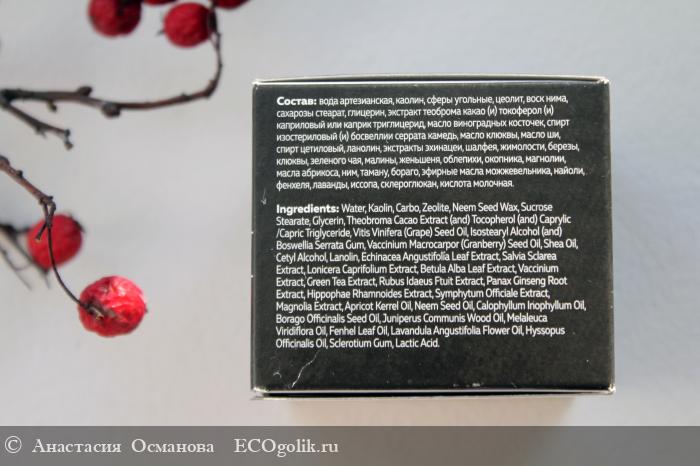 Состав: вода артезианская, каолин, сферы угольные, цеолит, воск нима,
сахарозы стеарат, глицерин, экстракт теоброма какао (и) токоферол (и)
каприловый или каприк триглицерид, масло виноградных косточек, спирт
изостериловый (и) босвеллии серрата камедь, масло клюквы, масло ши,
спирт цетиловый, ланолин, экстракты эхинацеи, шалфея, жимолости, березы,
клюквы, зеленого чая, малины, женьшеня, облепихи, окопника, магнолии,
масла абрикоса, ним, таману, бораго, эфирные масла можжевельника, найоли,
фенхеля, лаванды, иссопа, склероглюкан, кислота молочная.
Ingredients: Water, Kaolin, Carbo, Zeolite, Neem Seed Wax, Sucrose
Stearate, Glycerin, Theobroma Cacao Extract (and) Tocopherol (and) Caprylic
/Capric Triglyceride, Vitis Vinifera (Grape) Seed Oil, Isostearyl Alcohol (and)
Boswellia Serrata Gum, Vaccinium Macrocarpor (Granberry) Seed Oil, Shea Oil,
Cetyl Alcohol, Lanolin, Echinacea Angustifolia Leaf Extract, Salvia Sclarea
Extract, Lonicera Caprifolium Extract, Betula Alba Leaf Extract, Vaccinium
Extract, Green Tea Extract, Rubus Idaeus Fruit Extract, Panax Ginseng Root
Extract, Hippophae Rhamnoides Extract, Symphytum Officiale Extract,
Magnolia Extract, Apricot Kerrel Oil, Neem Seed Oil, Calophyllum Inophyllum Oil,
Borago Officinalis Seed Oil, Juniperus Communis Wood Oil, Melaleuca
Viridiflora Oil, Fenhel Leaf Oil, Lavandula Angustifolia Flower Oil, Hyssopus
Officinalis Oil, Sclerotium Gum, Lactic Acid.
© Анастасия Османова ECOgolik.ru